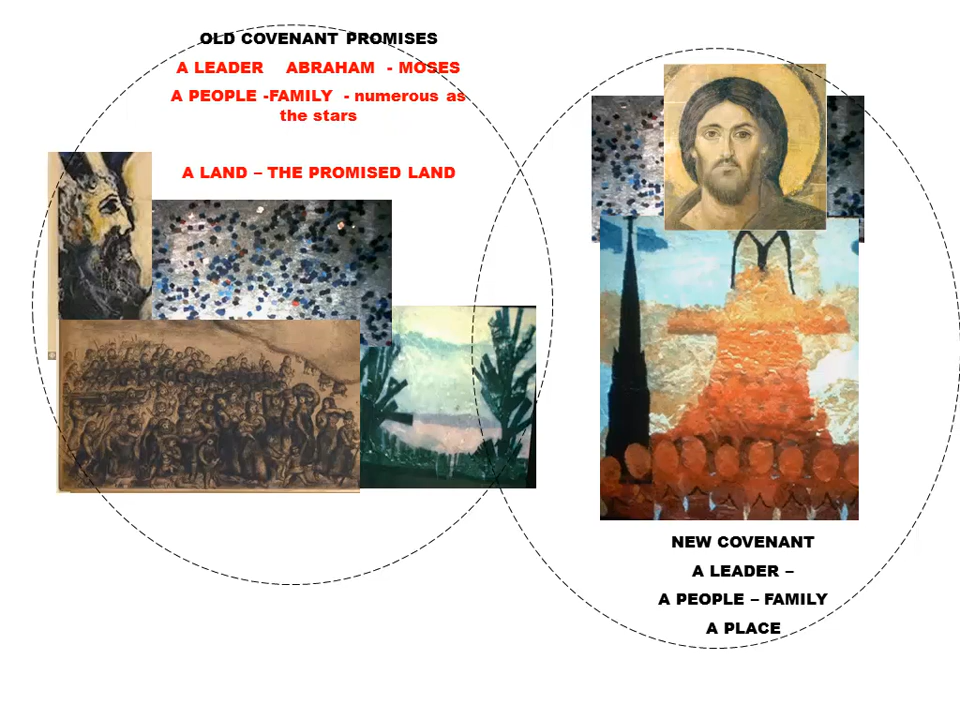 OLD COVENANT PROMISES
A LEADER ABRAHAM - MOSES
A PEOPLE -FAMILY - numerous as
the stars
A LAND – THE PROMISED LAND
NEW COVENANT
A LEADER –
A PEOPLE – FAMILY
A PLACE